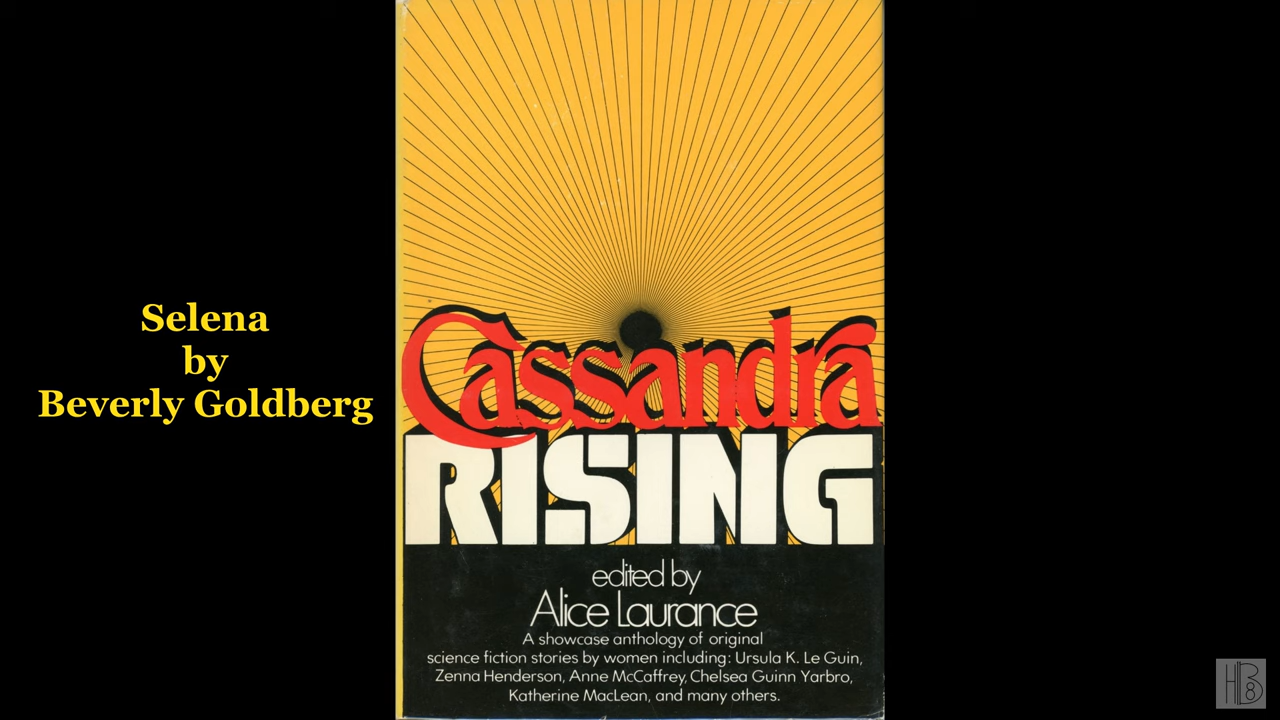 Selena
by
Beverly Goldberg
Cassandra
RISING
edited by
Alice Laurance
A showcase anthology of original
science fiction stories by women including: Ursula K. Le Guin,
Zenna Henderson, Anne McCaffrey, Chelsea Guinn Yarbro,
Katherine MacLean, and many others.